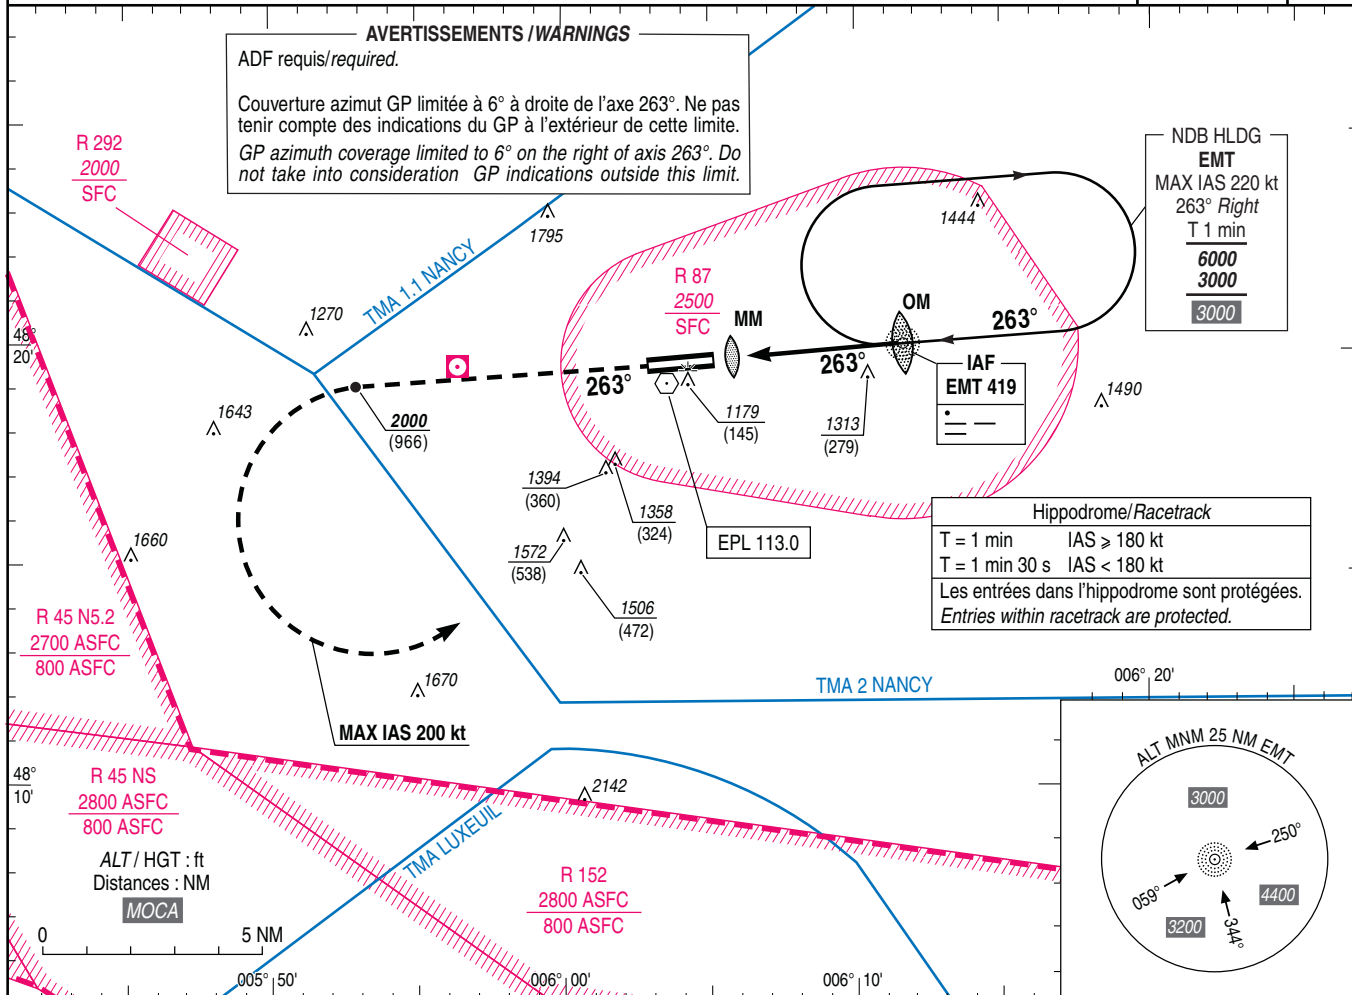 AVERTISSEMENTS / WARNINGS
ADF requis/required.
Couverture azimut GP limitée à 6° à droite de l'axe 263°. Ne pas
tenir compte des indications du GP à l'extérieur de cette limite.
GP azimuth coverage limited to 6° on the right of axis 263°. Do
not take into consideration GP indications outside this limit.
R 292
2000
SFC
NDB HLDG
EMT
MAX IAS 220 kt
263° Right
T 1 min
6000
3000
3000
1444
1795
TMA 1.1 NANCY
R 87
2500
SFC
1270
OM
MM
263°
48°
20'
263°
263°
IAF
EMT 419
1490
1643
2000
(966)
1179
(145)
1313
(279)
1394
(360)
1358
(324)
EPL 113.0
1572
(538)
1660
1506
(472)
Hippodrome/Racetrack
T = 1 min IAS ⩾ 180 kt
T = 1 min 30 s IAS < 180 kt
Les entrées dans l'hippodrome sont protégées.
Entries within racetrack are protected.
R 45 N5.2
2700 ASFC
800 ASFC
1670
TMA 2 NANCY
006° 20'
MAX IAS 200 kt
48°
10'
R 45 NS
2800 ASFC
800 ASFC
2142
TMA LUXEUIL
ALT MNM 25 NM EMT
3000
250°
059°
4400
3200
344°
ALT / HGT : ft
Distances : NM
MOCA
R 152
2800 ASFC
800 ASFC
0 5 NM
005° 50'
006° 00'
006° 10'